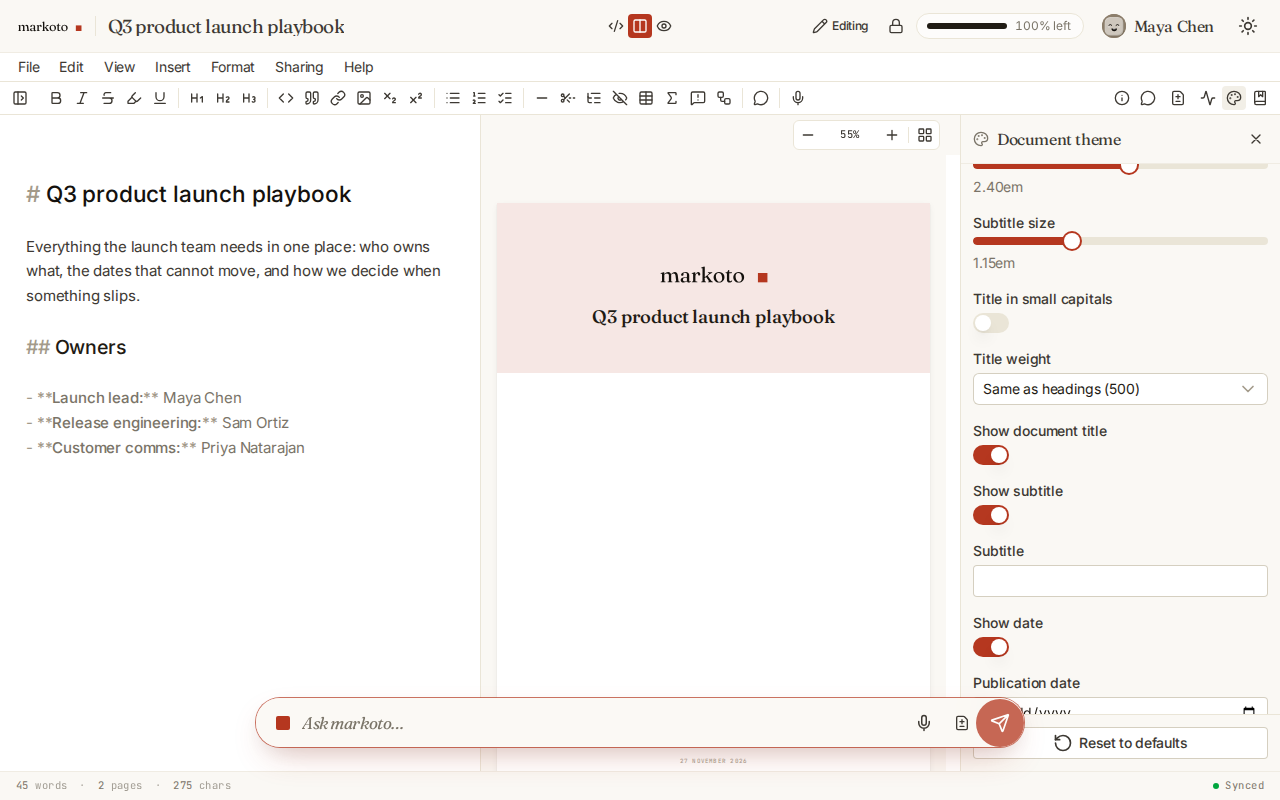 markoto
Q3 product launch playbook
Editing
100% left
Maya Chen
File Edit View Insert Format Sharing Help
H1 H2 H3
55%
Document theme
# Q3 product launch playbook
Everything the launch team needs in one place: who owns
what, the dates that cannot move, and how we decide when
something slips.
## Owners
- **Launch lead:** Maya Chen
- **Release engineering:** Sam Ortiz
- **Customer comms:** Priya Natarajan
markoto
Q3 product launch playbook
27 NOVEMBER 2026
2.40em
Subtitle size
1.15em
Title in small capitals
Title weight
Same as headings (500)
Show document title
Show subtitle
Subtitle
Show date
Publication date
Reset to defaults
Ask markoto...
45 words · 2 pages · 275 chars
Synced